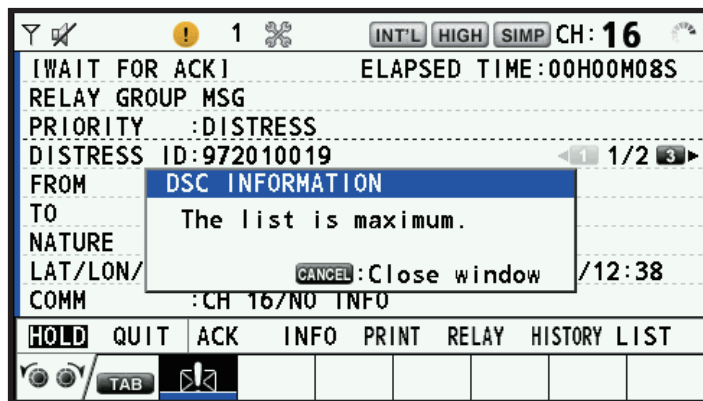 ! 1 INT'L HIGH SIMP CH:16
[WAIT FOR ACK] ELAPSED TIME:00H00M08S
RELAY GROUP MSG
PRIORITY :DISTRESS
DISTRESS ID:972010019 1 1/2 3
FROM
DSC INFORMATION
TO
The list is maximum.
NATURE
LAT/LON/ /12:38
CANCEL:Close window
COMM :CH 16/NO INFO
HOLD QUIT ACK INFO PRINT RELAY HISTORY LIST
TAB